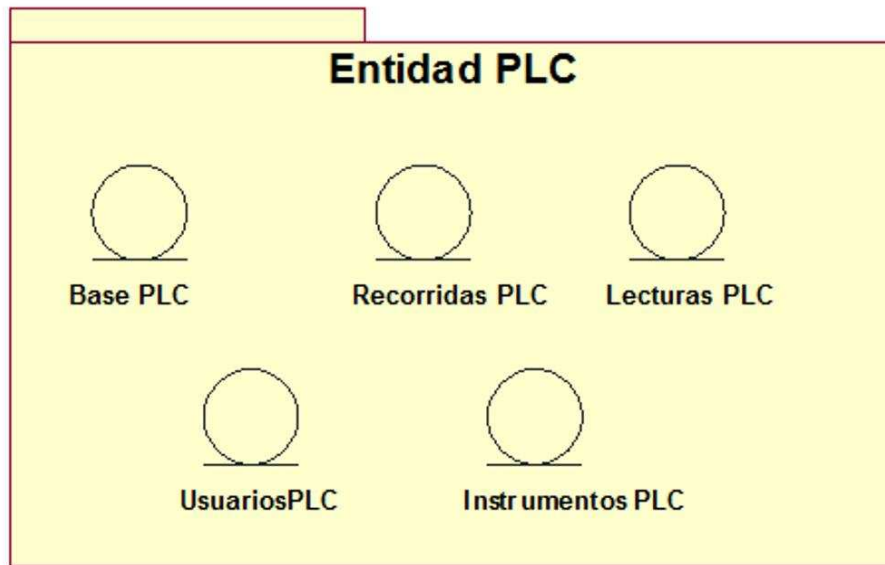 Entidad PLC
Base PLC
Recorridas PLC
Lecturas PLC
UsuariosPLC
Instrumentos PLC